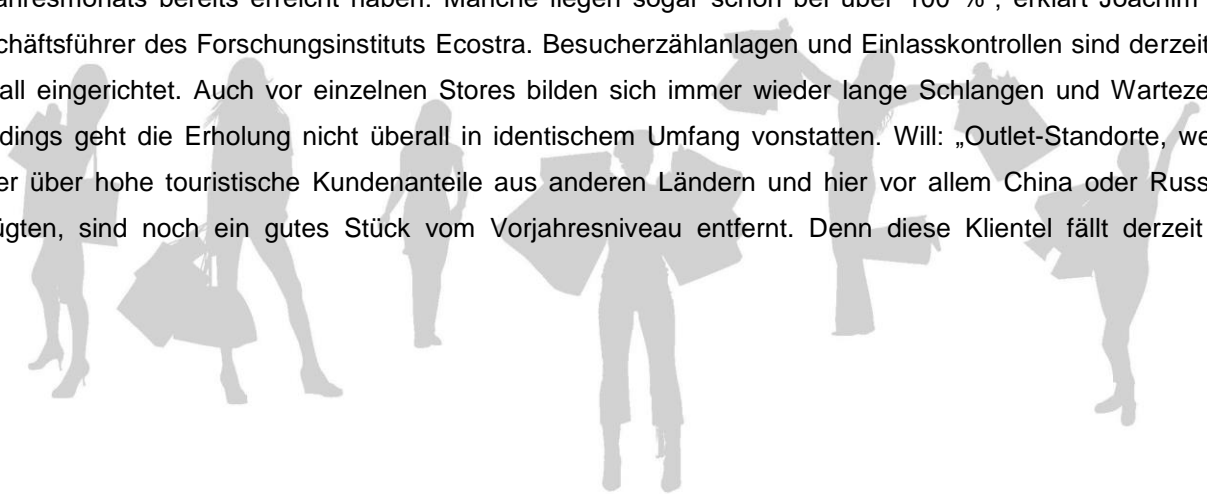 ahresmonats bereits erreicht haben. Manche liegen sogar schon bei über 100 %", erklärt Joachim
chäftsführer des Forschungsinstituts Ecostra. Besucherzählanlagen und Einlasskontrollen sind derzeit
all eingerichtet. Auch vor einzelnen Stores bilden sich immer wieder lange Schlangen und Warteze
dings geht die Erholung nicht überall in identischem Umfang vonstatten. Will: „Outlet-Standorte, we
er über hohe touristische Kundenanteile aus anderen Ländern und hier vor allem China oder Russ
ügten, sind noch ein gutes Stück vom Vorjahresniveau entfernt. Denn diese Klientel fällt derzeit